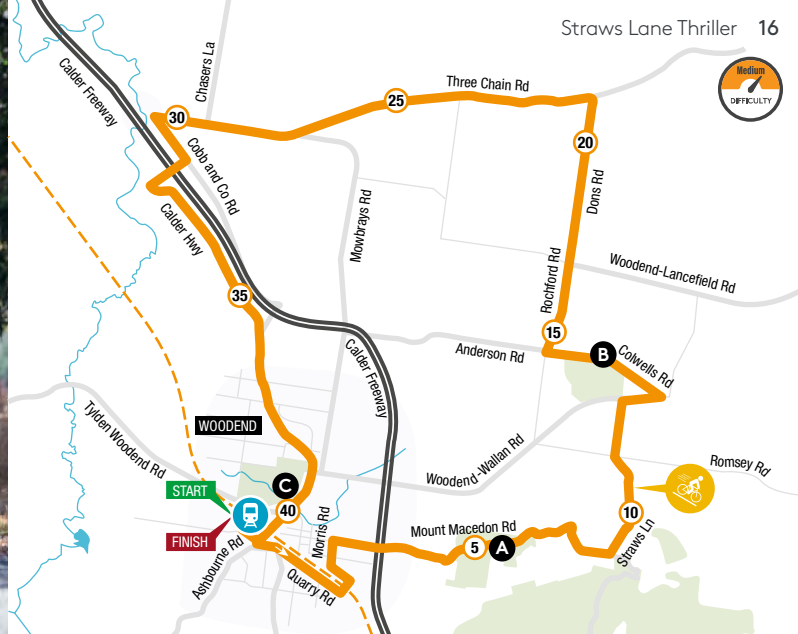 Straws Lane Thriller 16
Medium
DIFFICULTY
Calder Freeway
Chasers La
Three Chain Rd
25
30
20
Cobb and Co Rd
Dons Rd
Mowbrays Rd
Calder Hwy
Rochford Rd
Woodend-Lancefield Rd
35
15
B
Anderson Rd
Colwells Rd
Calder Freeway
WOODEND
Tylden Woodend Rd
Woodend-Wallan Rd
Romsey Rd
START
C
40
10
FINISH
Morris Rd
Mount Macedon Rd
5
A
Straws Ln
Ashbourne Rd
Quarry Rd